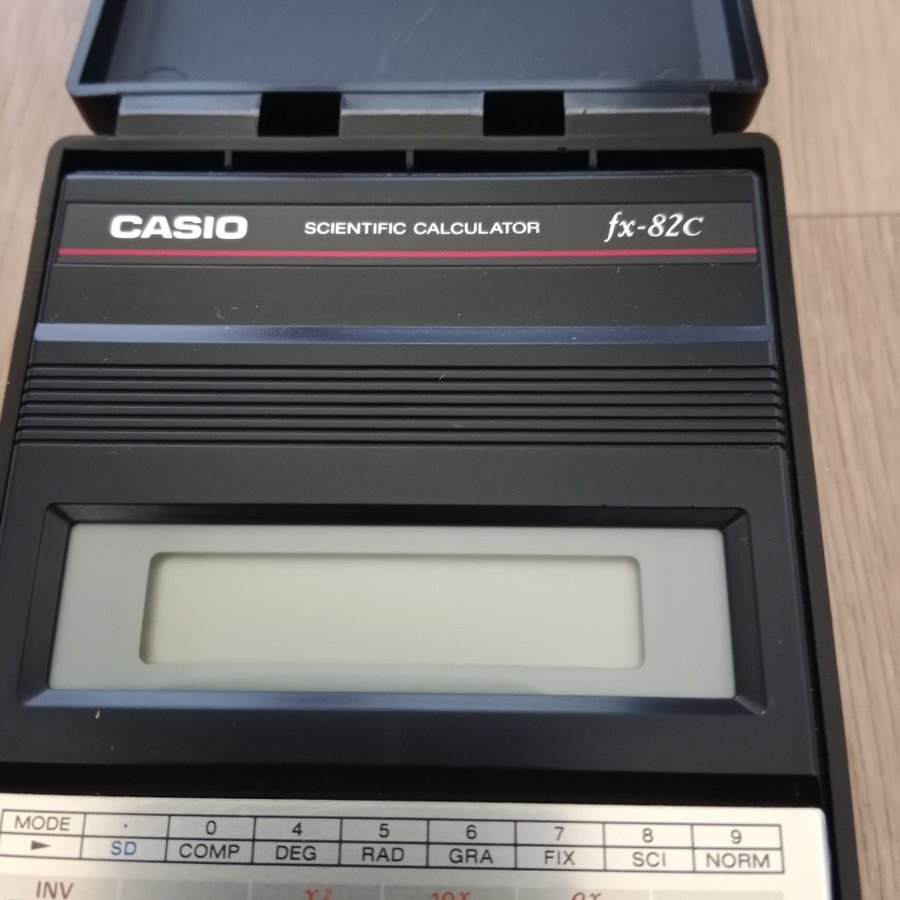 CASIO SCIENTIFIC CALCULATOR fx-82C
MODE · 0 4 5 6 7 8 9
► SD COMP DEG RAD GRA FIX SCI NORM
INV x²